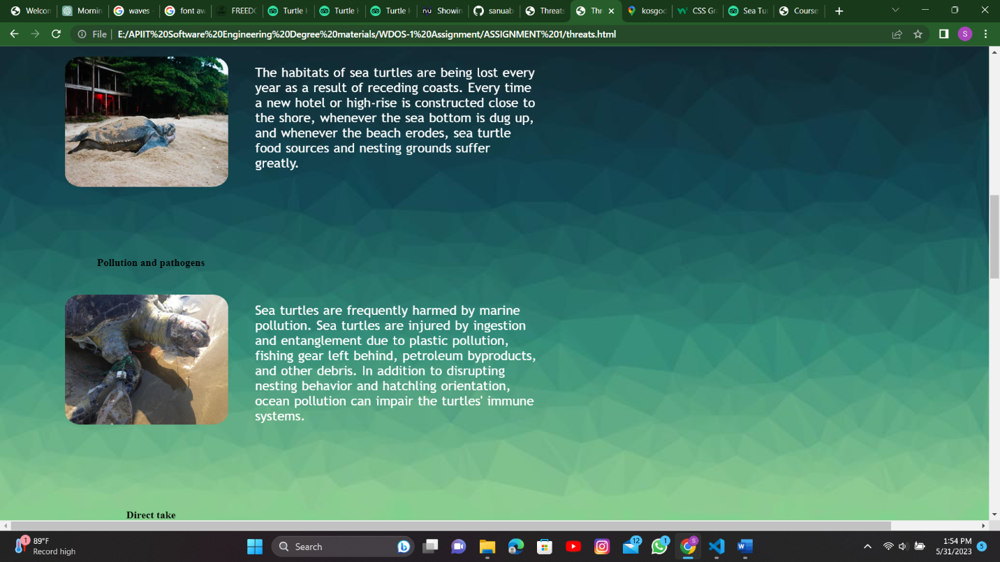 Welcon
Mornin
waves -
font aw
FREEDO
Turtle H
Turtle H
Turtle H
Showin
sanuab
Threats
Thr
kosgod
CSS Gr
Sea Tur
Course
File
E:/APIIT%20Software%20Engineering%20Degree%20materials/WDOS-1%20Assignment/ASSIGNMENT%201/threats.html
S
The habitats of sea turtles are being lost every
year as a result of receding coasts. Every time
a new hotel or high-rise is constructed close to
the shore, whenever the sea bottom is dug up,
and whenever the beach erodes, sea turtle
food sources and nesting grounds suffer
greatly.
Pollution and pathogens
Sea turtles are frequently harmed by marine
pollution. Sea turtles are injured by ingestion
and entanglement due to plastic pollution,
fishing gear left behind, petroleum byproducts,
and other debris. In addition to disrupting
nesting behavior and hatchling orientation,
ocean pollution can impair the turtles' immune
systems.
Direct take
1
89°F
Record high
Search
12
1
S
1:54 PM
5/31/2023
5